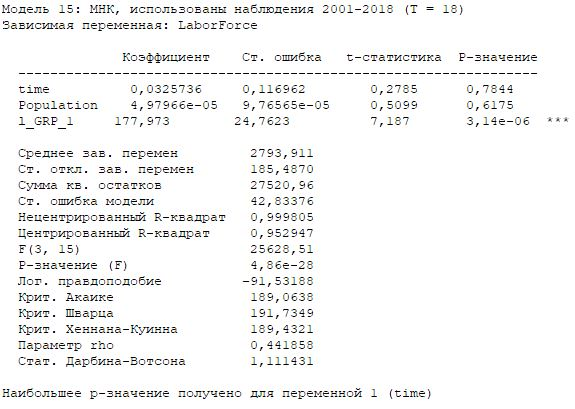 Модель 15: МНК, использованы наблюдения 2001-2018 (T = 18)
Зависимая переменная: LaborForce
Коэффициент Ст. ошибка t-статистика P-значение
----------------------------------------------------------------
time 0,0325736 0,116962 0,2785 0,7844
Population 4,97966e-05 9,76565e-05 0,5099 0,6175
l_GRP_1 177,973 24,7623 7,187 3,14e-06 ***
Среднее зав. перемен 2793,911
Ст. откл. зав. перемен 185,4870
Сумма кв. остатков 27520,96
Ст. ошибка модели 42,83376
Нецентрированный R-квадрат 0,999805
Центрированный R-квадрат 0,952947
F(3, 15) 25628,51
Р-значение (F) 4,86e-28
Лог. правдоподобие -91,53188
Крит. Акаике 189,0638
Крит. Шварца 191,7349
Крит. Хеннана-Куинна 189,4321
Параметр rho 0,441858
Стат. Дарбина-Вотсона 1,111431
Наибольшее p-значение получено для переменной 1 (time)